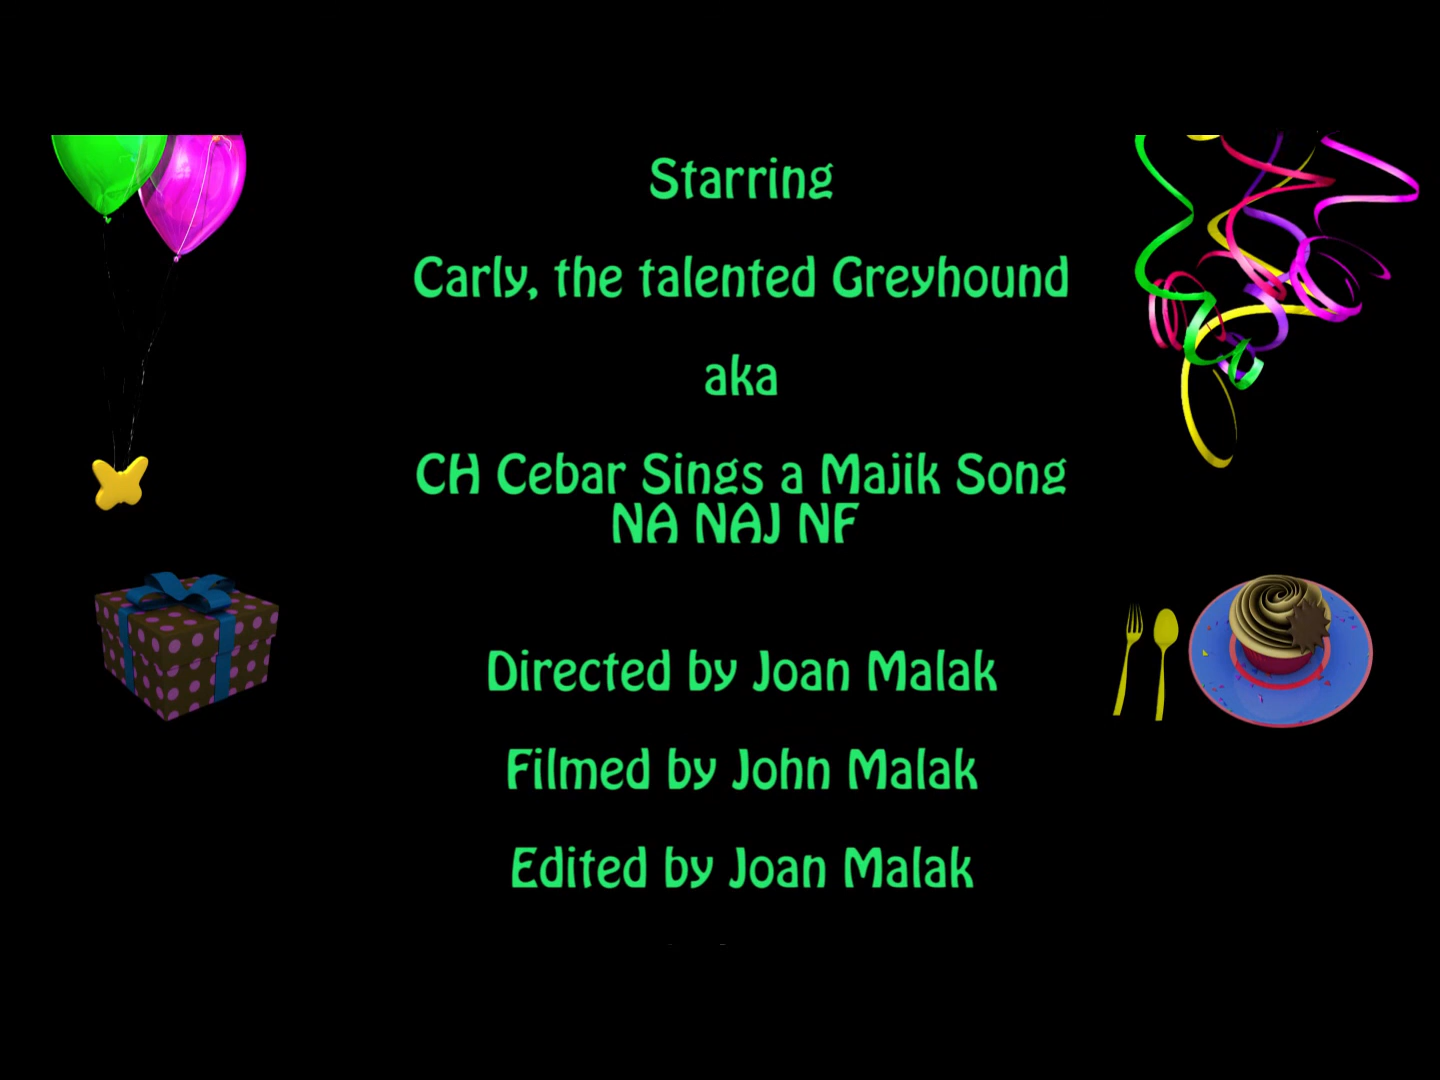 Starring
Carly, the talented Greyhound
aka
CH Cebar Sings a Majik Song
NA NAJ NF
Directed by Joan Malak
Filmed by John Malak
Edited by Joan Malak